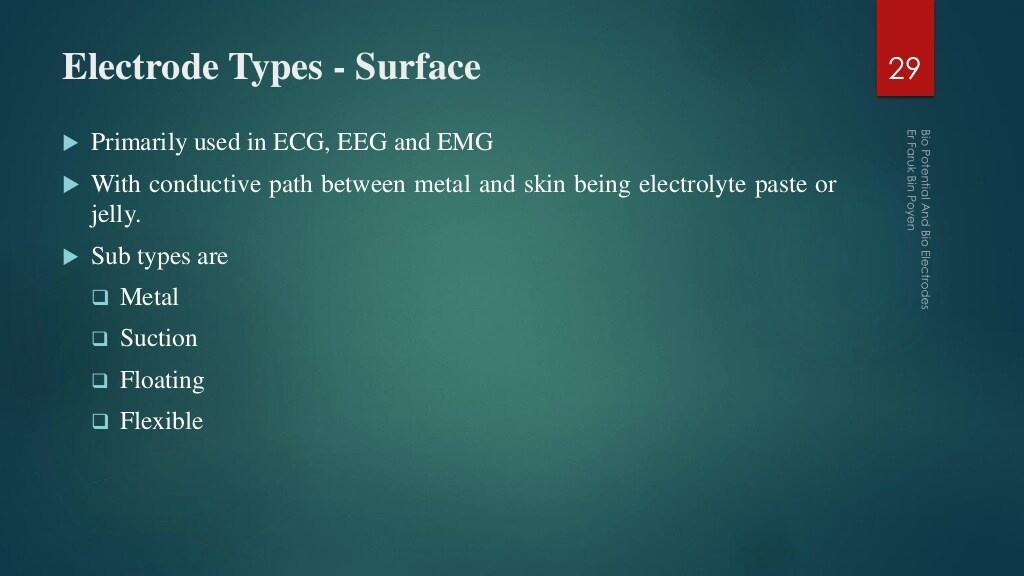 Electrode Types - Surface
29
Primarily used in ECG, EEG and EMG
With conductive path between metal and skin being electrolyte paste or
jelly.
Sub types are
Metal
Suction
Floating
Flexible
Bio Potential And Bio Electrodes
Er Faruk Bin Poyen